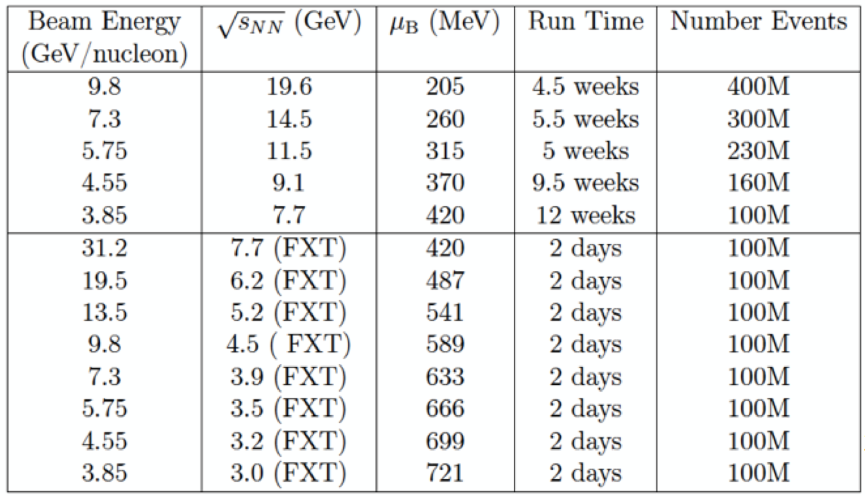 Beam Energy √sNN (GeV) μB (MeV) Run Time Number Events
(GeV/nucleon)
9.8 19.6 205 4.5 weeks 400M
7.3 14.5 260 5.5 weeks 300M
5.75 11.5 315 5 weeks 230M
4.55 9.1 370 9.5 weeks 160M
3.85 7.7 420 12 weeks 100M
31.2 7.7 (FXT) 420 2 days 100M
19.5 6.2 (FXT) 487 2 days 100M
13.5 5.2 (FXT) 541 2 days 100M
9.8 4.5 ( FXT) 589 2 days 100M
7.3 3.9 (FXT) 633 2 days 100M
5.75 3.5 (FXT) 666 2 days 100M
4.55 3.2 (FXT) 699 2 days 100M
3.85 3.0 (FXT) 721 2 days 100M